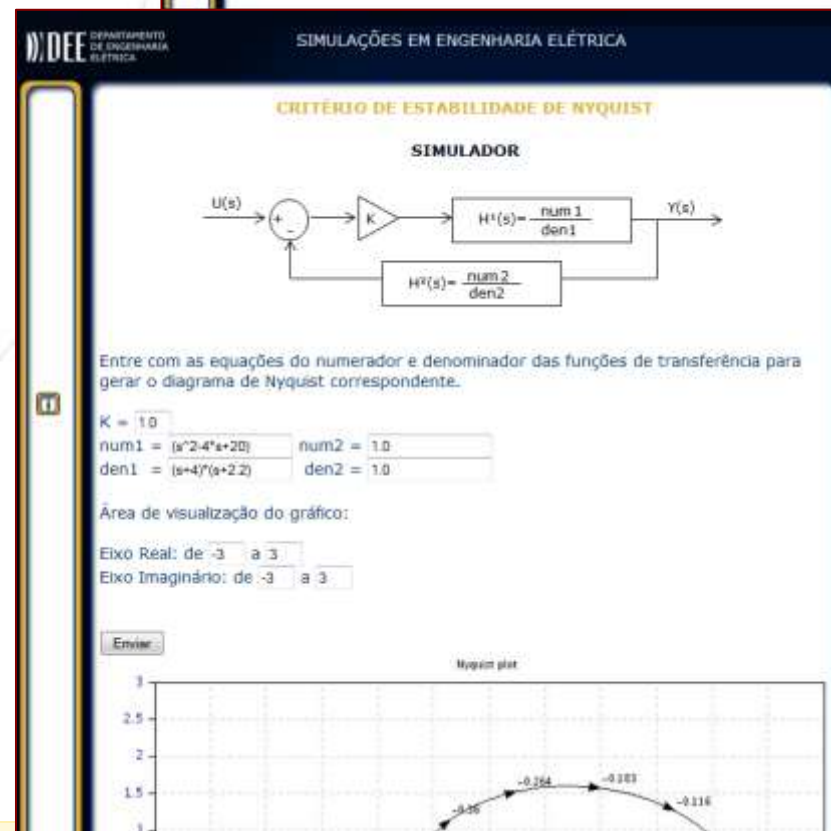 DEE DEPARTAMENTO DE ENGENHARIA ELÉTRICA
SIMULAÇÕES EM ENGENHARIA ELÉTRICA
CRITÉRIO DE ESTABILIDADE DE NYQUIST
SIMULADOR
U(s) + - K H¹(s)= num1 / den1 Y(s)
H²(s)= num2 / den2
Entre com as equações do numerador e denominador das funções de transferência para
gerar o diagrama de Nyquist correspondente.
K = 1.0
num1 = (s^2-4*s+20) num2 = 1.0
den1 = (s+4)*(s+2.2) den2 = 1.0
Área de visualização do gráfico:
Eixo Real: de -3 a 3
Eixo Imaginário: de -3 a 3
Enviar
Nyquist plot
3
2.5
2
-0.264 -0.183
1.5
-0.36 -0.116
1